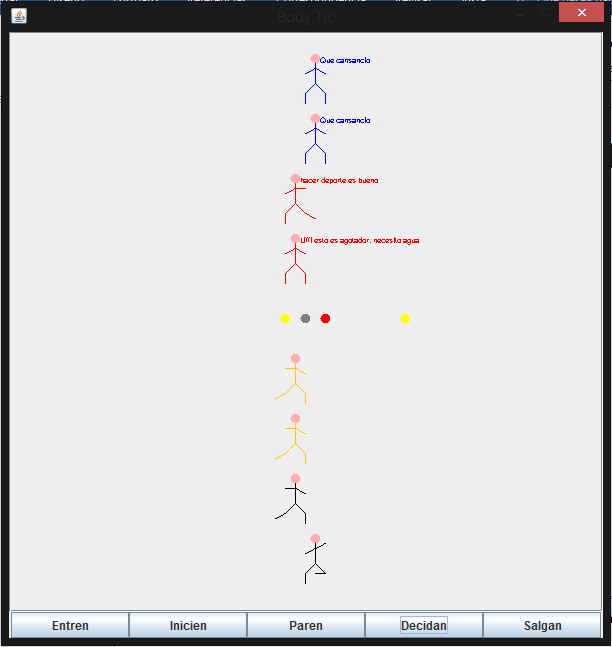 Body Tic
Que cansancio
Que cansancio
hacer deporte es bueno
Uff! esto es agotador, necesito agua
Entren Inicien Paren Decidan Salgan